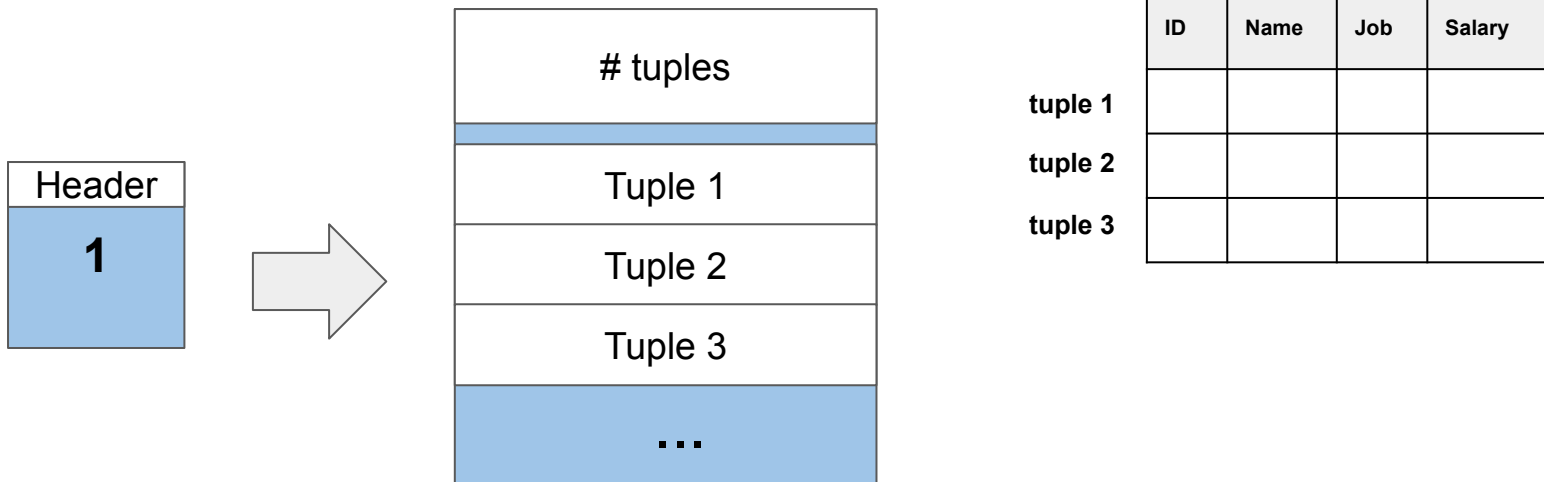 Header
1
# tuples
Tuple 1
Tuple 2
Tuple 3
...
ID Name Job Salary
tuple 1
tuple 2
tuple 3